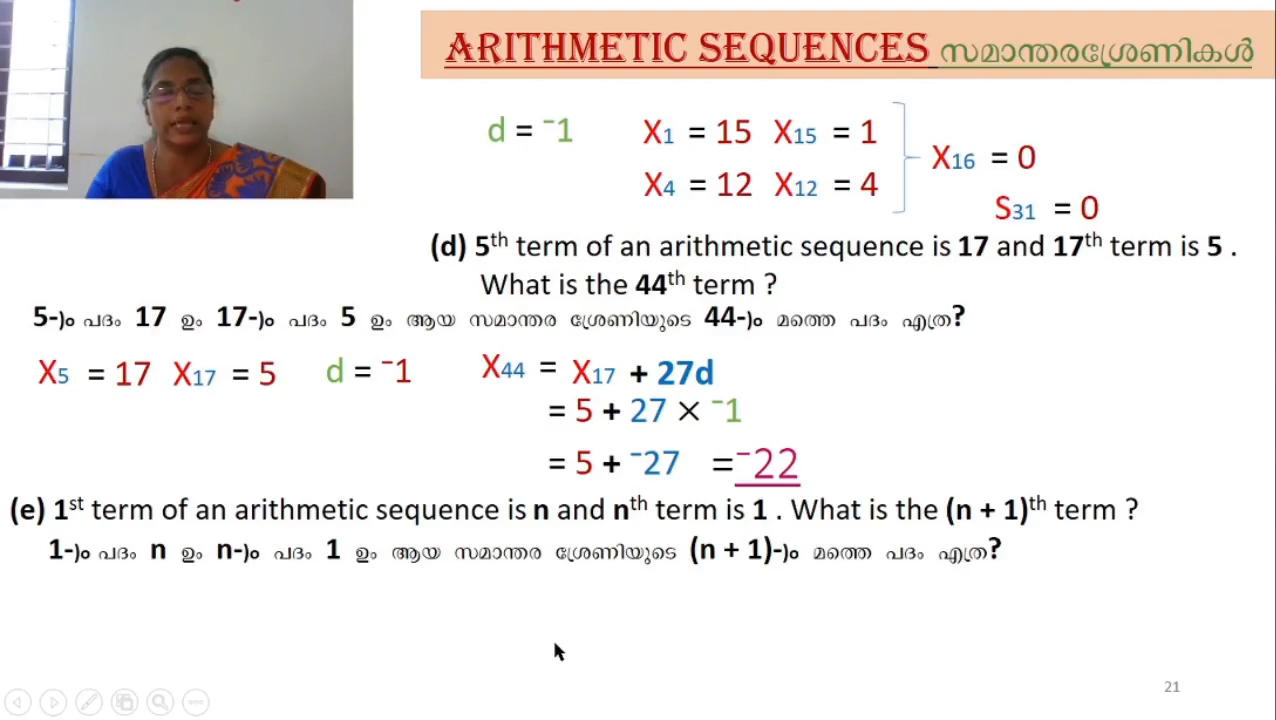 ARITHMETIC SEQUENCES സമാന്തരശ്രേണികൾ
d = ⁻1 X1 = 15 X15 = 1
X4 = 12 X12 = 4
X16 = 0
S31 = 0
(d) 5th term of an arithmetic sequence is 17 and 17th term is 5 .
What is the 44th term ?
5-ാം പദം 17 ഉം 17-ാം പദം 5 ഉം ആയ സമാന്തര ശ്രേണിയുടെ 44-ാം മത്തെ പദം എത്ര?
X5 = 17 X17 = 5 d = ⁻1 X44 = X17 + 27d
= 5 + 27 × ⁻1
= 5 + ⁻27 = ⁻22
(e) 1st term of an arithmetic sequence is n and nth term is 1 . What is the (n + 1)th term ?
1-ാം പദം n ഉം n-ാം പദം 1 ഉം ആയ സമാന്തര ശ്രേണിയുടെ (n + 1)-ാം മത്തെ പദം എത്ര?
21